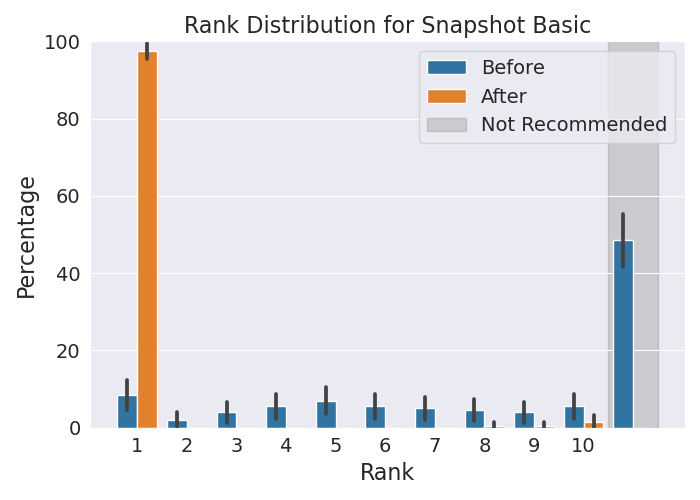 Rank Distribution for Snapshot Basic
100
80
60
40
20
0
Percentage
Before
After
Not Recommended
1 2 3 4 5 6 7 8 9 10
Rank